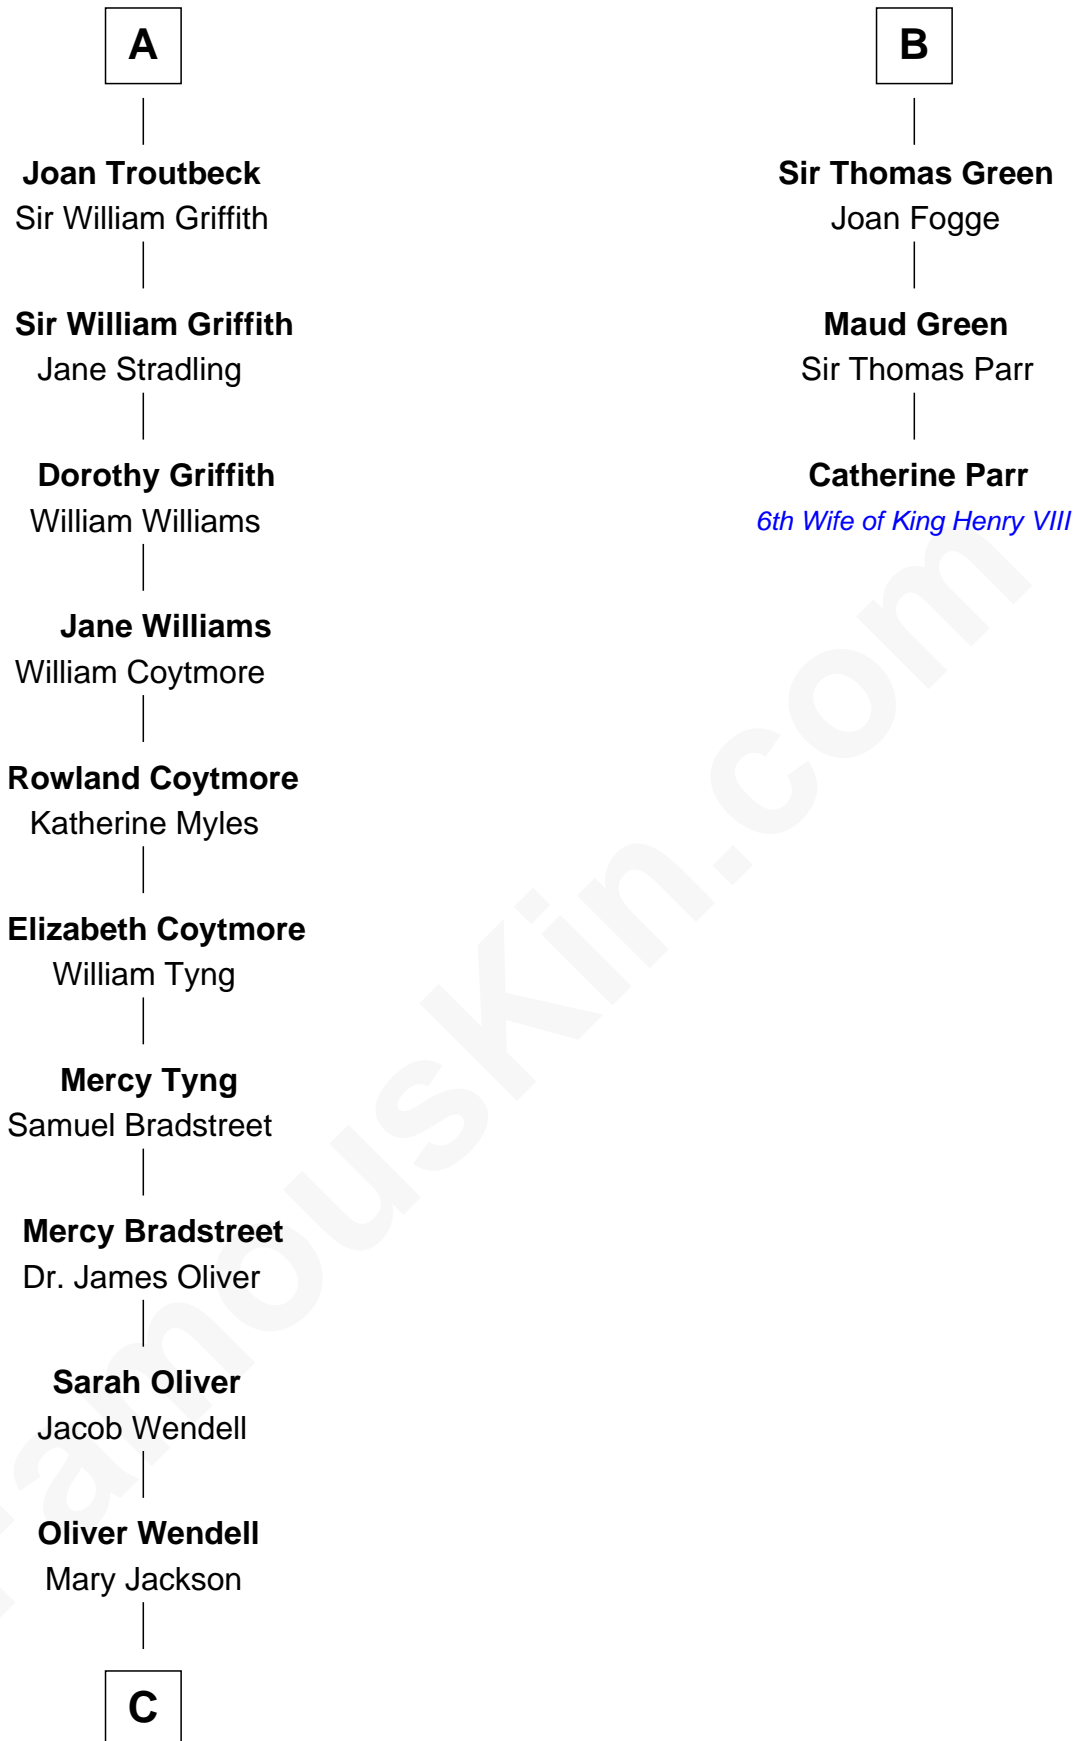 A
Joan Troutbeck
Sir William Griffith
Sir William Griffith
Jane Stradling
Dorothy Griffith
William Williams
Jane Williams
William Coytmore
Rowland Coytmore
Katherine Myles
Elizabeth Coytmore
William Tyng
Mercy Tyng
Samuel Bradstreet
Mercy Bradstreet
Dr. James Oliver
Sarah Oliver
Jacob Wendell
Oliver Wendell
Mary Jackson
C
B
Sir Thomas Green
Joan Fogge
Maud Green
Sir Thomas Parr
Catherine Parr
6th Wife of King Henry VIII
FamousKin.com